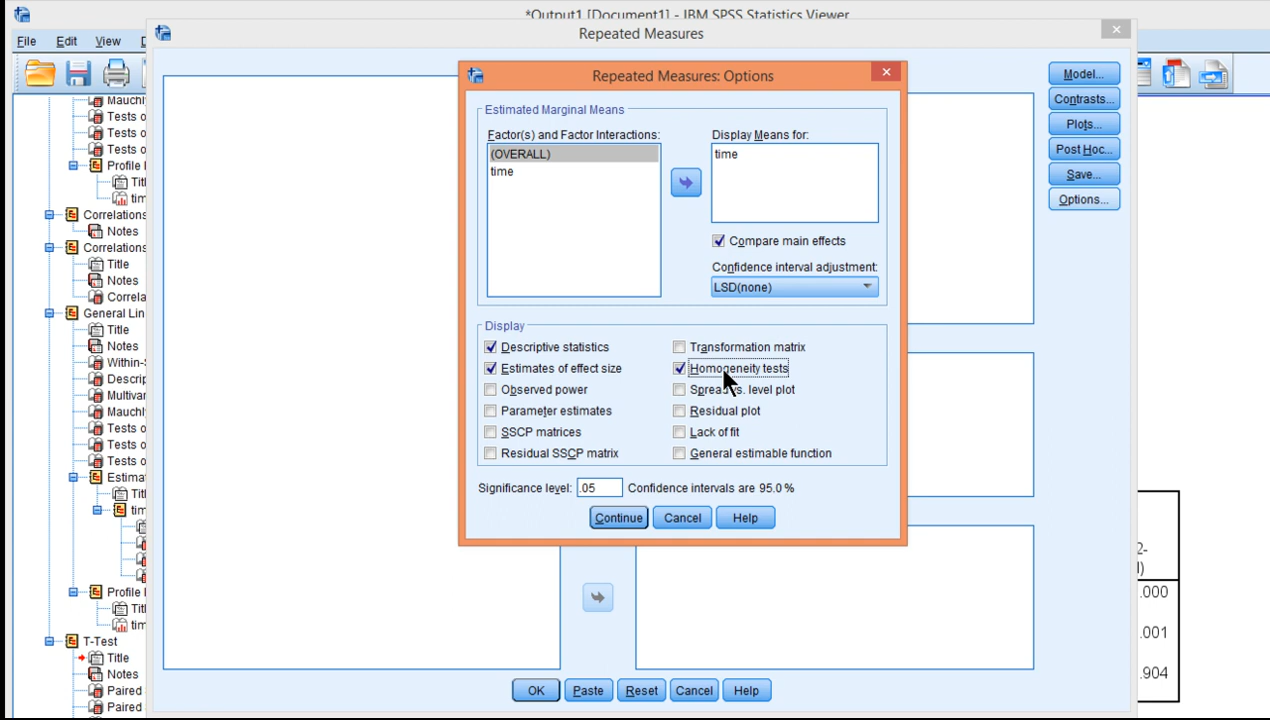 *Output1 [Document1] - IBM SPSS Statistics Viewer
File Edit View
Repeated Measures
Mauchl
Tests o
Tests o
Tests o
Profile
Titl
tim
Correlations
Notes
Correlations
Title
Notes
Correla
General Lin
Title
Notes
Within-S
Descrip
Multivar
Mauchl
Tests o
Tests o
Tests o
Estima
Titl
tim
Profile
Titl
tim
T-Test
Title
Notes
Paired
Paired
Repeated Measures: Options
Estimated Marginal Means
Factor(s) and Factor Interactions:
(OVERALL)
time
Display Means for:
time
Compare main effects
Confidence interval adjustment:
LSD(none)
Display
Descriptive statistics
Transformation matrix
Estimates of effect size
Homogeneity tests
Observed power
Spread vs. level plot
Parameter estimates
Residual plot
SSCP matrices
Lack of fit
Residual SSCP matrix
General estimable function
Significance level: .05 Confidence intervals are 95.0 %
Continue Cancel Help
Model...
Contrasts...
Plots...
Post Hoc...
Save...
Options...
2-
.000
.001
.904
OK Paste Reset Cancel Help